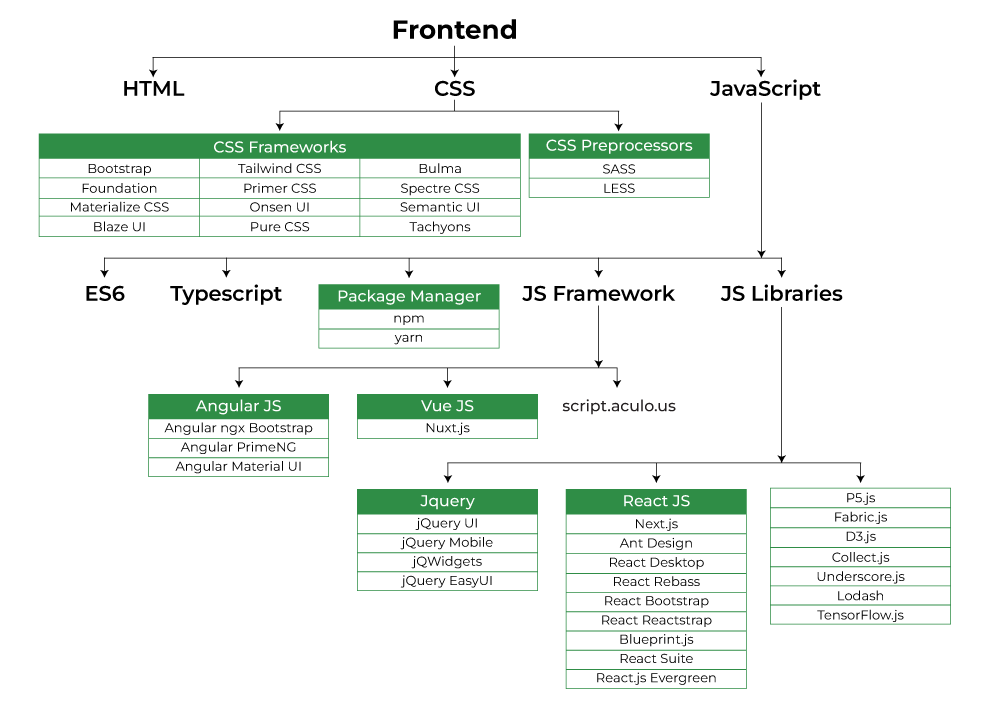 Frontend
HTML
CSS
JavaScript
CSS Frameworks
Bootstrap
Tailwind CSS
Bulma
Foundation
Primer CSS
Spectre CSS
Materialize CSS
Onsen UI
Semantic UI
Blaze UI
Pure CSS
Tachyons
CSS Preprocessors
SASS
LESS
ES6
Typescript
Package Manager
npm
yarn
JS Framework
JS Libraries
Angular JS
Angular ngx Bootstrap
Angular PrimeNG
Angular Material UI
Vue JS
Nuxt.js
script.aculo.us
Jquery
jQuery UI
jQuery Mobile
jQWidgets
jQuery EasyUI
React JS
Next.js
Ant Design
React Desktop
React Rebass
React Bootstrap
React Reactstrap
Blueprint.js
React Suite
React.js Evergreen
P5.js
Fabric.js
D3.js
Collect.js
Underscore.js
Lodash
TensorFlow.js